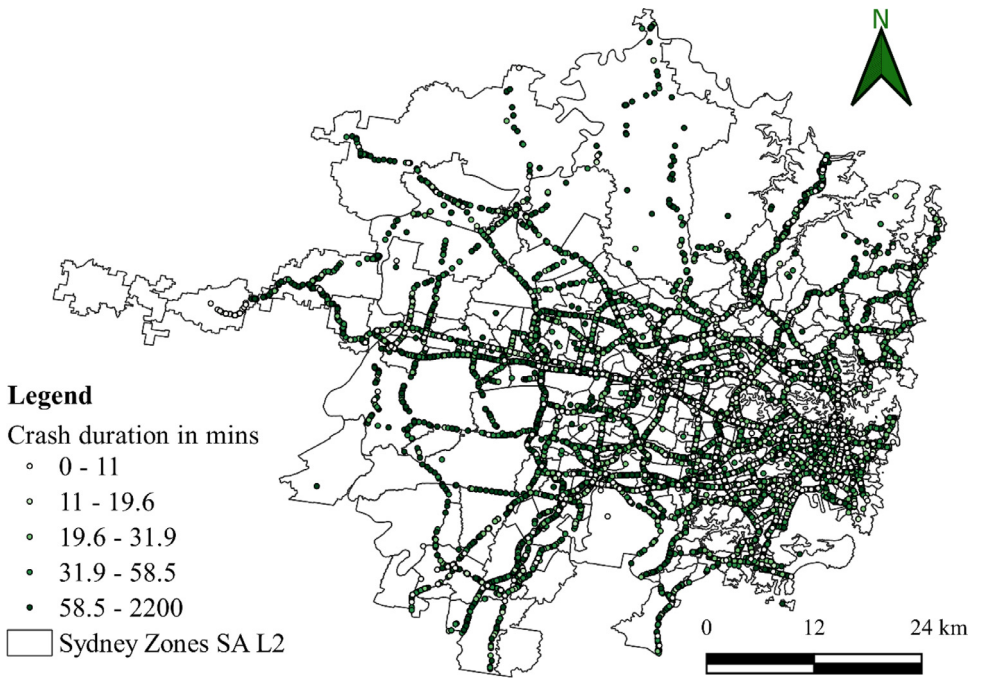 N
Legend
Crash duration in mins
0 - 11
11 - 19.6
19.6 - 31.9
31.9 - 58.5
58.5 - 2200
Sydney Zones SA L2
0 12 24 km